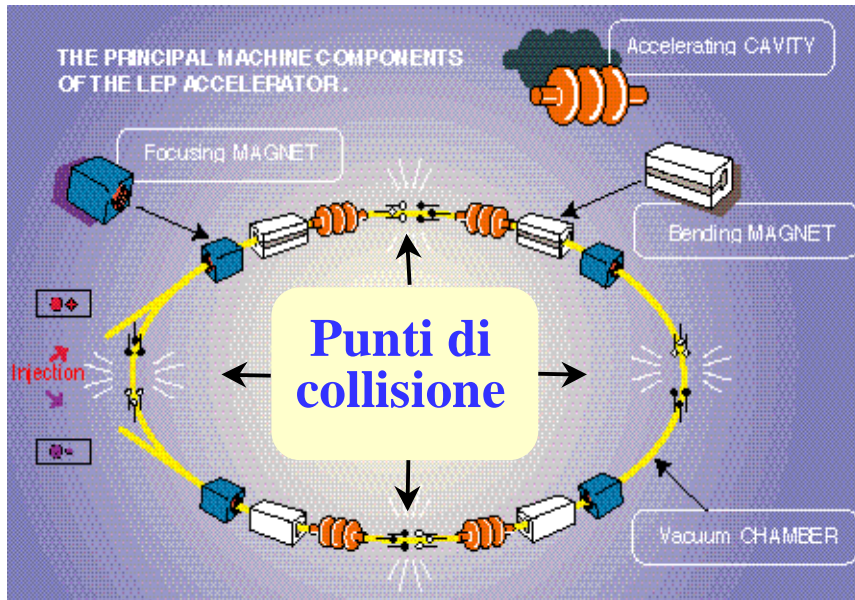 THE PRINCIPAL MACHINE COMPONENTS
OF THE LEP ACCELERATOR.
Accelerating CAVITY
Focusing MAGNET
Bending MAGNET
Punti di
collisione
Injection
Vacuum CHAMBER